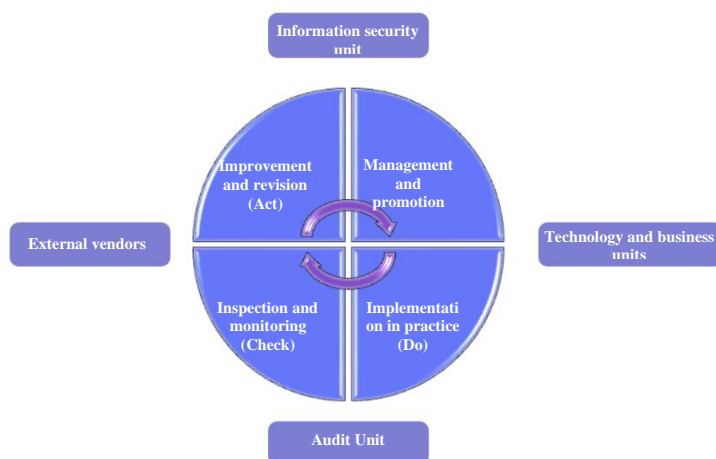 Information security
unit
Improvement
and revision
(Act)
Management
and
promotion
External vendors
Technology and business
units
Inspection and
monitoring
(Check)
Implementati
on in practice
(Do)
Audit Unit